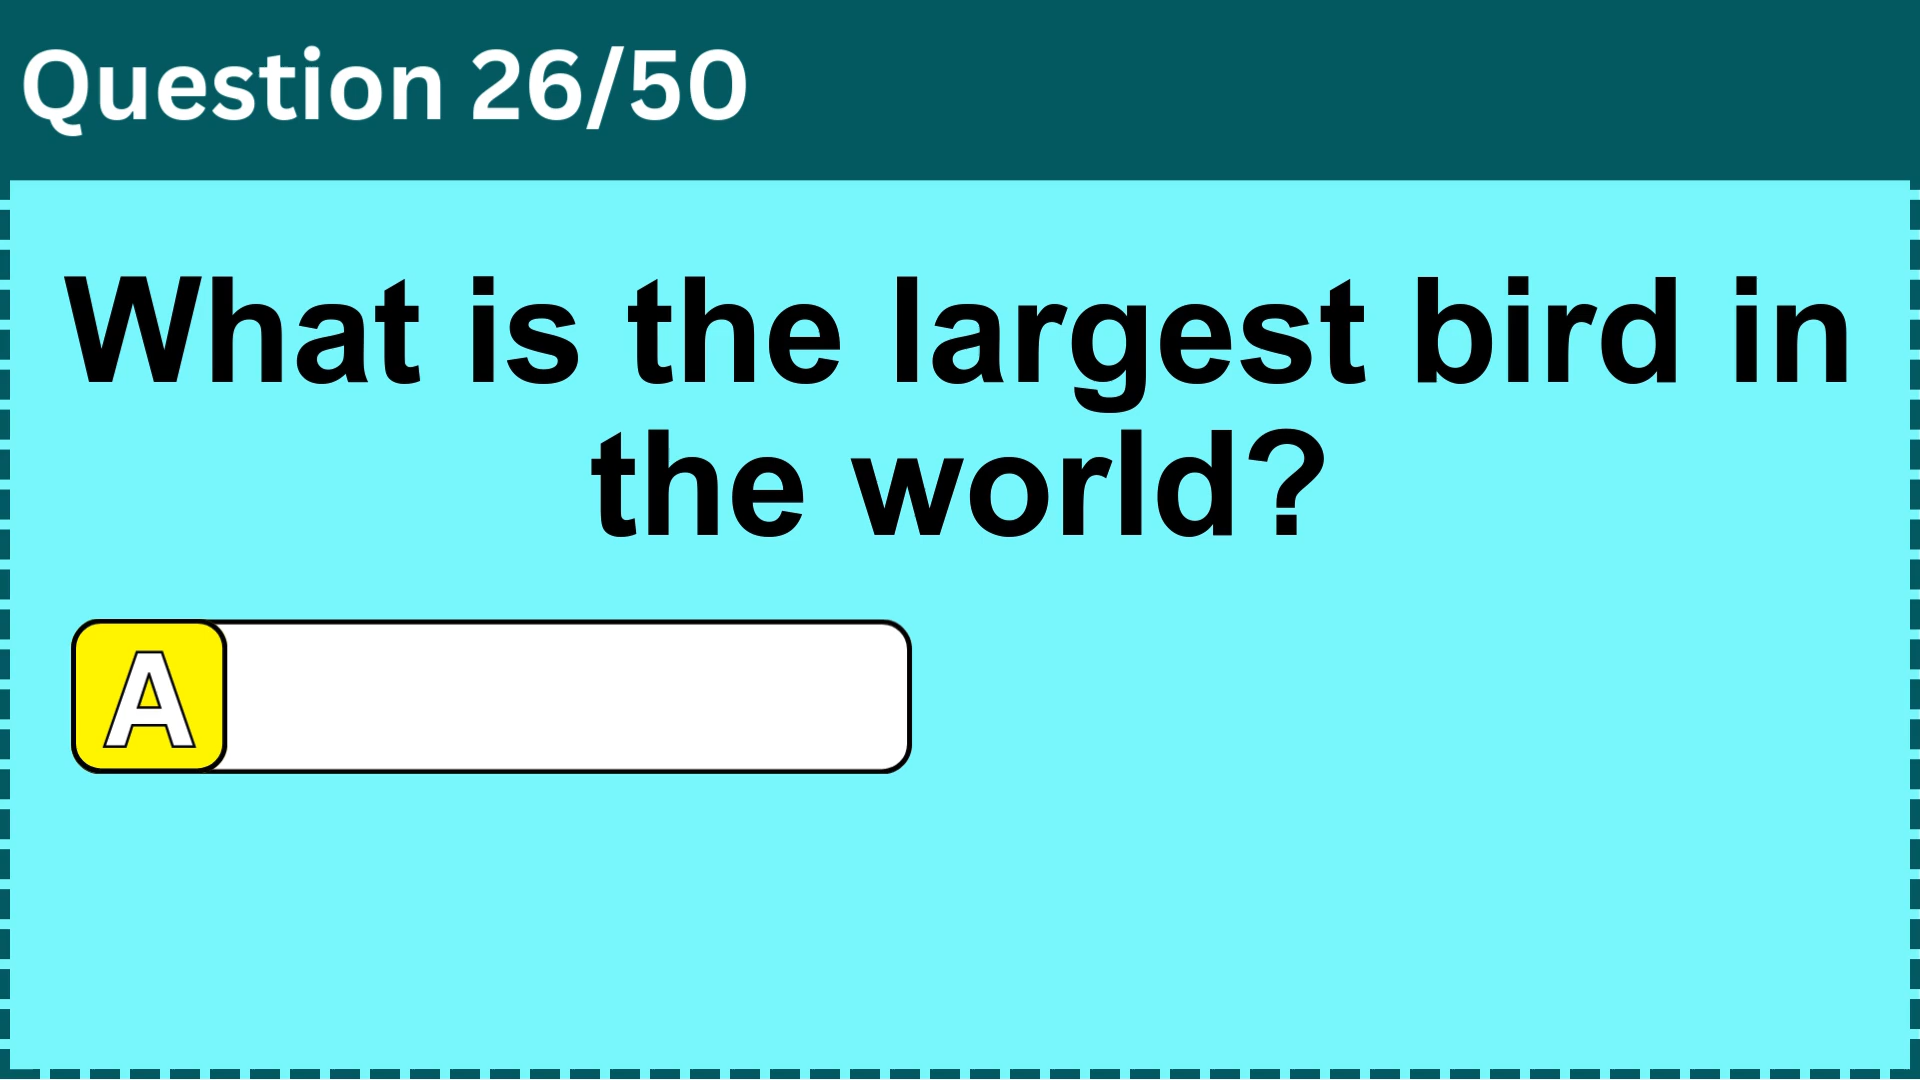 Question 26/50
What is the largest bird in
the world?
A